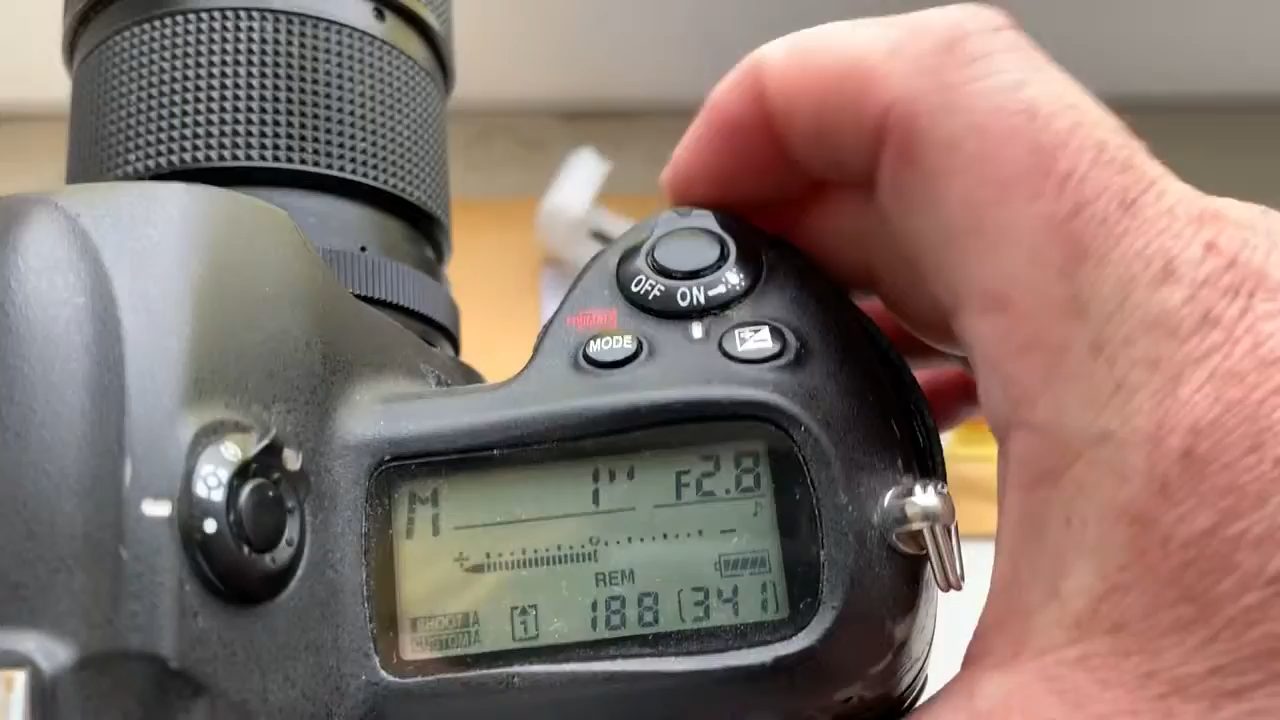 OFF ON
MODE
M 1" F2.8
+ −
REM
SHOOT A 1 188 (341)
CUSTOM A